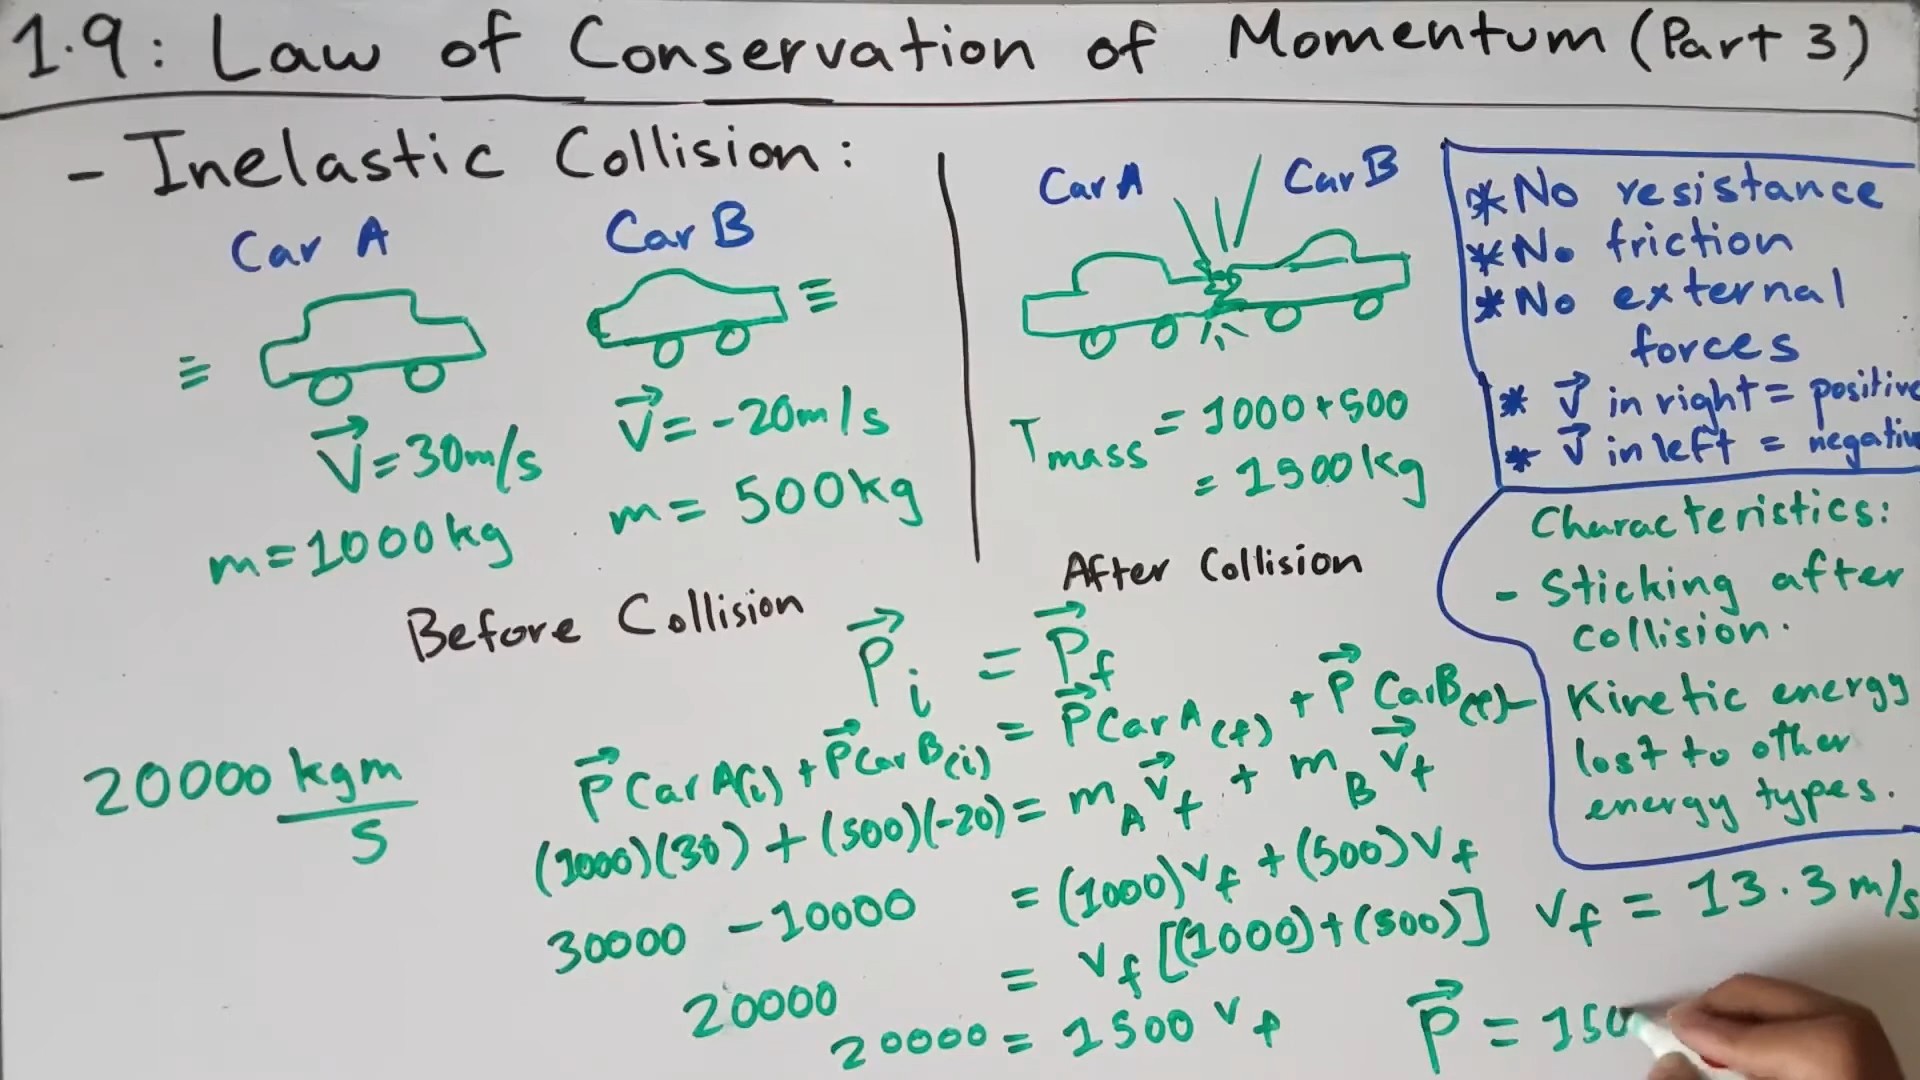 1.9: Law of Conservation of Momentum (Part 3)
- Inelastic Collision:
Car A
Car B
V = 30m/s
m = 1000kg
V = -20m/s
m = 500kg
Before Collision
Car A
Car B
Tmass = 1000 + 500
= 1500kg
After Collision
* No resistance
* No friction
* No external
forces
* V in right = positive
* V in left = negative
Characteristics:
- Sticking after
collision.
- Kinetic energy
lost to other
energy types.
20000 kgm
s
Pi = Pf
P Car A(i) + P Car B(i) = P Car A(f) + P Car B(f)
(1000)(30) + (500)(-20) = mA vf + mB vf
30000 - 10000 = (1000)vf + (500)vf
20000 = vf [(1000) + (500)]
20000 = 1500 vf
vf = 13.3 m/s
P = 150